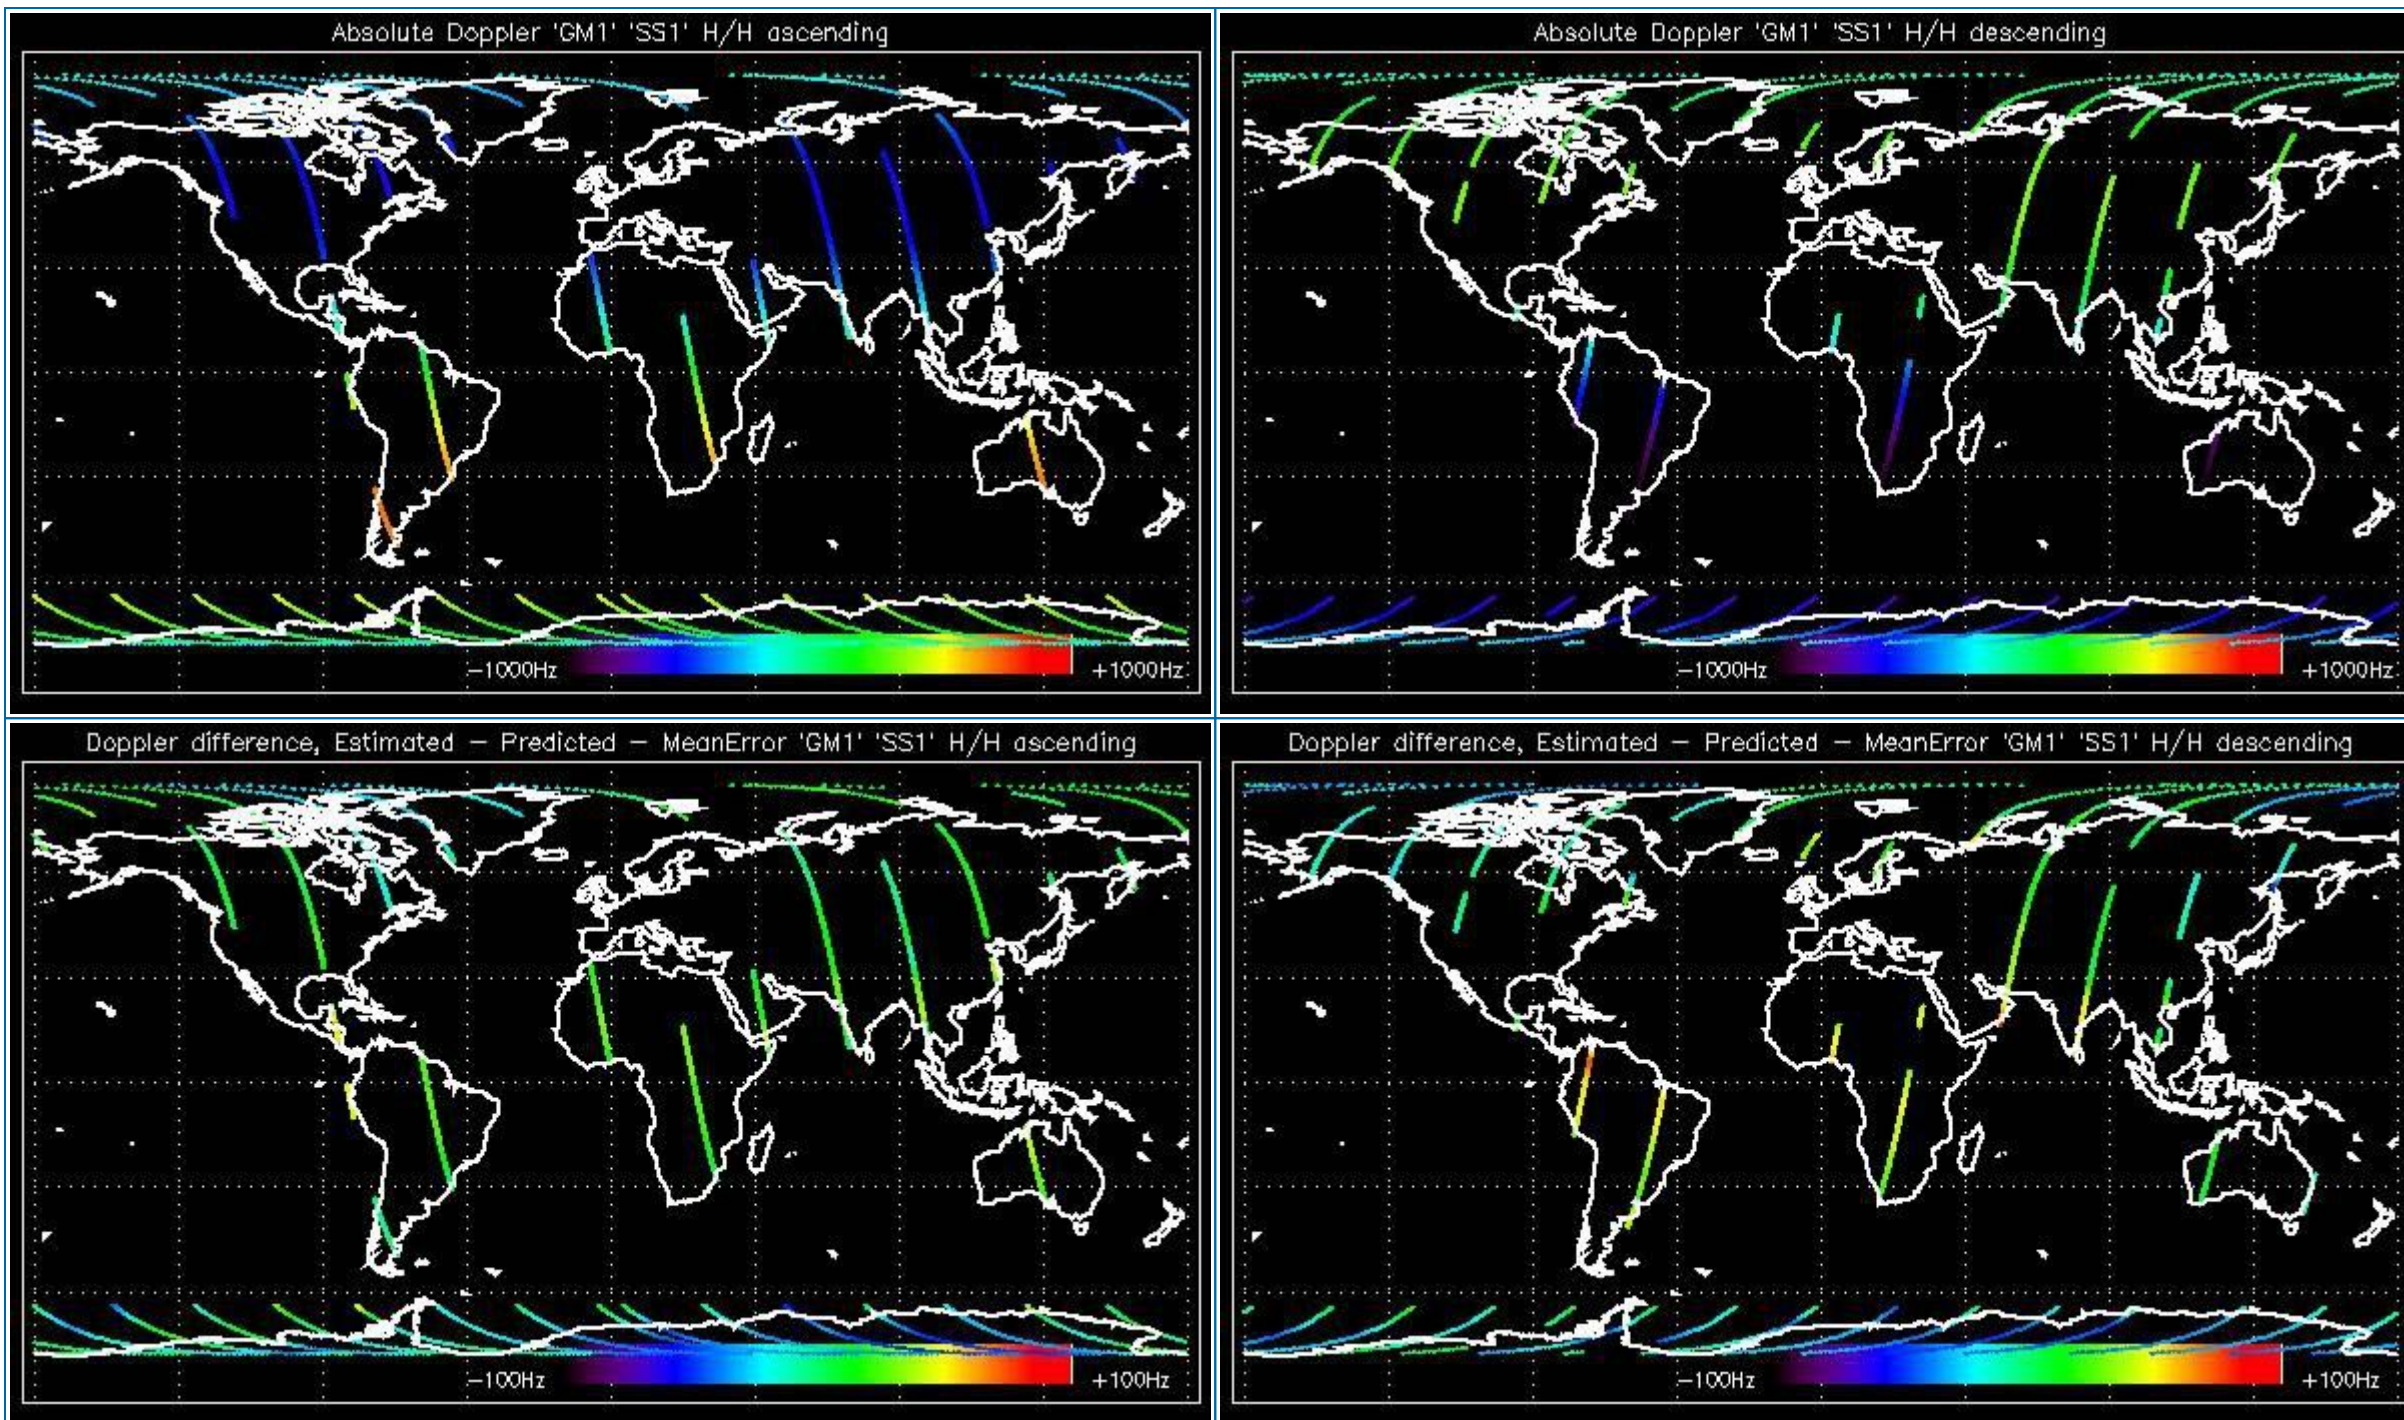 Absolute Doppler 'GM1' 'SS1' H/H ascending
-1000Hz
+1000Hz
Absolute Doppler 'GM1' 'SS1' H/H descending
-1000Hz
+1000Hz
Doppler difference, Estimated - Predicted - MeanError 'GM1' 'SS1' H/H ascending
-100Hz
+100Hz
Doppler difference, Estimated - Predicted - MeanError 'GM1' 'SS1' H/H descending
-100Hz
+100Hz